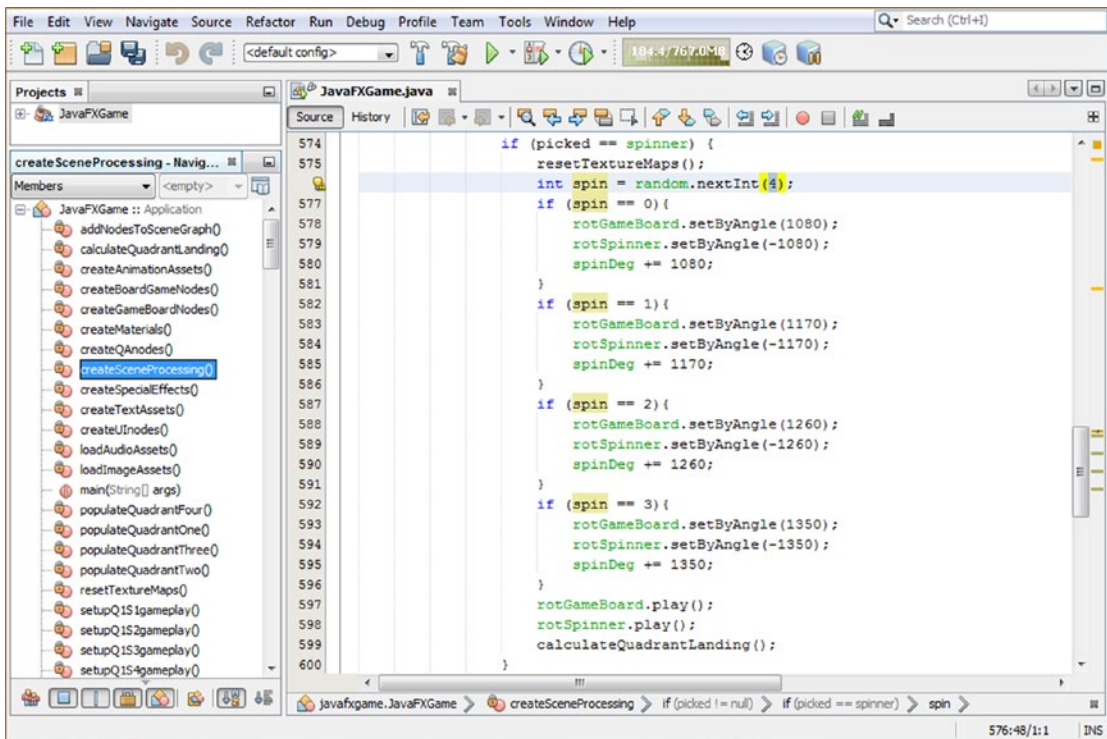 File Edit View Navigate Source Refactor Run Debug Profile Team Tools Window Help
Search (Ctrl+I)
<default config>
184.4/767.0MB
Projects
JavaFXGame
createSceneProcessing - Navig...
Members
<empty>
JavaFXGame :: Application
addNodesToSceneGraph()
calculateQuadrantLanding()
createAnimationAssets()
createBoardGameNodes()
createGameBoardNodes()
createMaterials()
createQAnodes()
createSceneProcessing()
createSpecialEffects()
createTextAssets()
createUInodes()
loadAudioAssets()
loadImageAssets()
main(String[] args)
populateQuadrantFour()
populateQuadrantOne()
populateQuadrantThree()
populateQuadrantTwo()
resetTextureMaps()
setupQ1S1gameplay()
setupQ1S2gameplay()
setupQ1S3gameplay()
setupQ1S4gameplay()
JavaFXGame.java
Source History
574 if (picked == spinner) {
575 resetTextureMaps();
int spin = random.nextInt(4);
577 if (spin == 0){
578 rotGameBoard.setByAngle(1080);
579 rotSpinner.setByAngle(-1080);
580 spinDeg += 1080;
581 }
582 if (spin == 1){
583 rotGameBoard.setByAngle(1170);
584 rotSpinner.setByAngle(-1170);
585 spinDeg += 1170;
586 }
587 if (spin == 2){
588 rotGameBoard.setByAngle(1260);
589 rotSpinner.setByAngle(-1260);
590 spinDeg += 1260;
591 }
592 if (spin == 3){
593 rotGameBoard.setByAngle(1350);
594 rotSpinner.setByAngle(-1350);
595 spinDeg += 1350;
596 }
597 rotGameBoard.play();
598 rotSpinner.play();
599 calculateQuadrantLanding();
600 }
javafxgame.JavaFXGame createSceneProcessing if (picked != null) if (picked == spinner) spin
576:48/1:1 INS